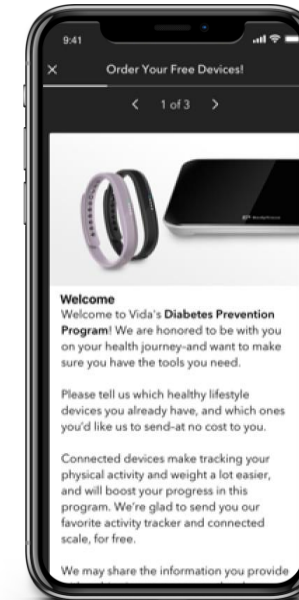 9:41
Order Your Free Devices!
1 of 3
Welcome
Welcome to Vida's Diabetes Prevention
Program! We are honored to be with you
on your health journey–and want to make
sure you have the tools you need.
Please tell us which healthy lifestyle
devices you already have, and which ones
you'd like us to send–at no cost to you.
Connected devices make tracking your
physical activity and weight a lot easier,
and will boost your progress in this
program. We're glad to send you our
favorite activity tracker and connected
scale, for free.
We may share the information you provide